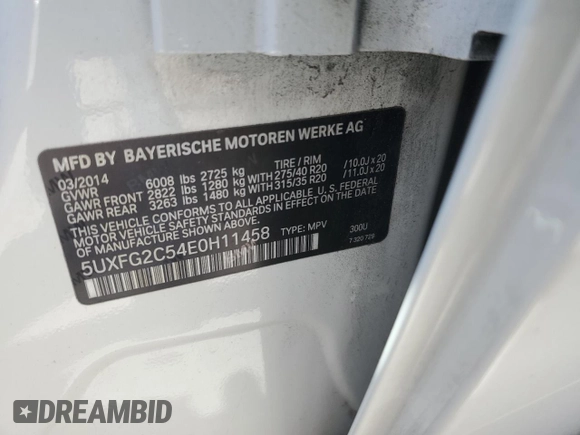 MFD BY BAYERISCHE MOTOREN WERKE AG
03/2014 TIRE / RIM
GVWR 6008 lbs 2725 kg
GAWR FRONT 2822 lbs 1280 kg WITH 275/40 R20 /10.0J x 20
GAWR REAR 3263 lbs 1480 kg WITH 315/35 R20 /11.0J x 20
THIS VEHICLE CONFORMS TO ALL APPLICABLE U.S. FEDERAL
MOTOR VEHICLE SAFETY STANDARDS IN EFFECT ON THE
DATE OF MANUFACTURE SHOWN ABOVE.
5UXFG2C54E0H11458 TYPE: MPV 300U
DREAMBID